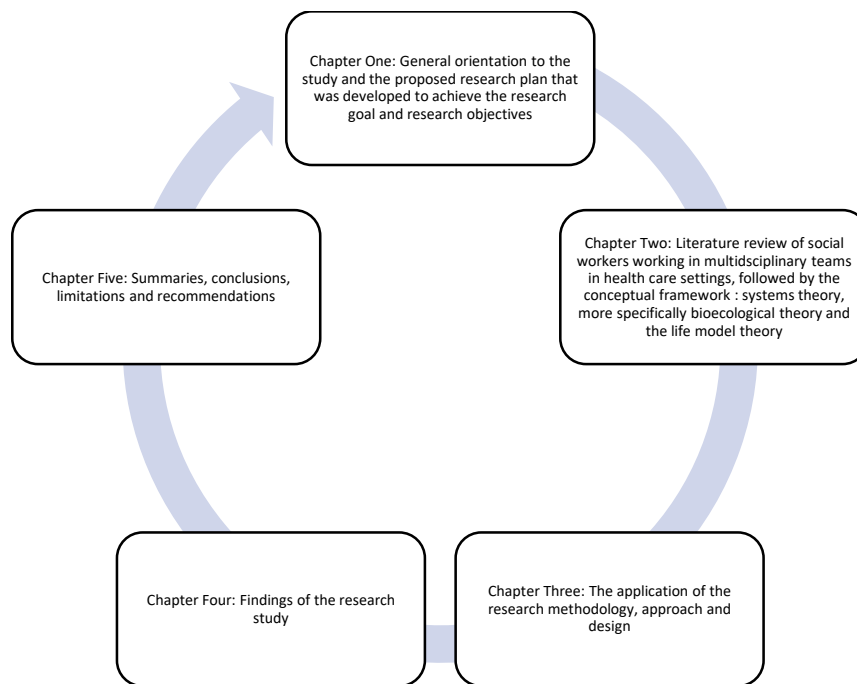 Chapter One: General orientation to the
study and the proposed research plan that
was developed to achieve the research
goal and research objectives
Chapter Two: Literature review of social
workers working in multidsciplinary teams
in health care settings, followed by the
conceptual framework : systems theory,
more specifically bioecological theory and
the life model theory
Chapter Three: The application of the
research methodology, approach and
design
Chapter Four: Findings of the research
study
Chapter Five: Summaries, conclusions,
limitations and recommendations